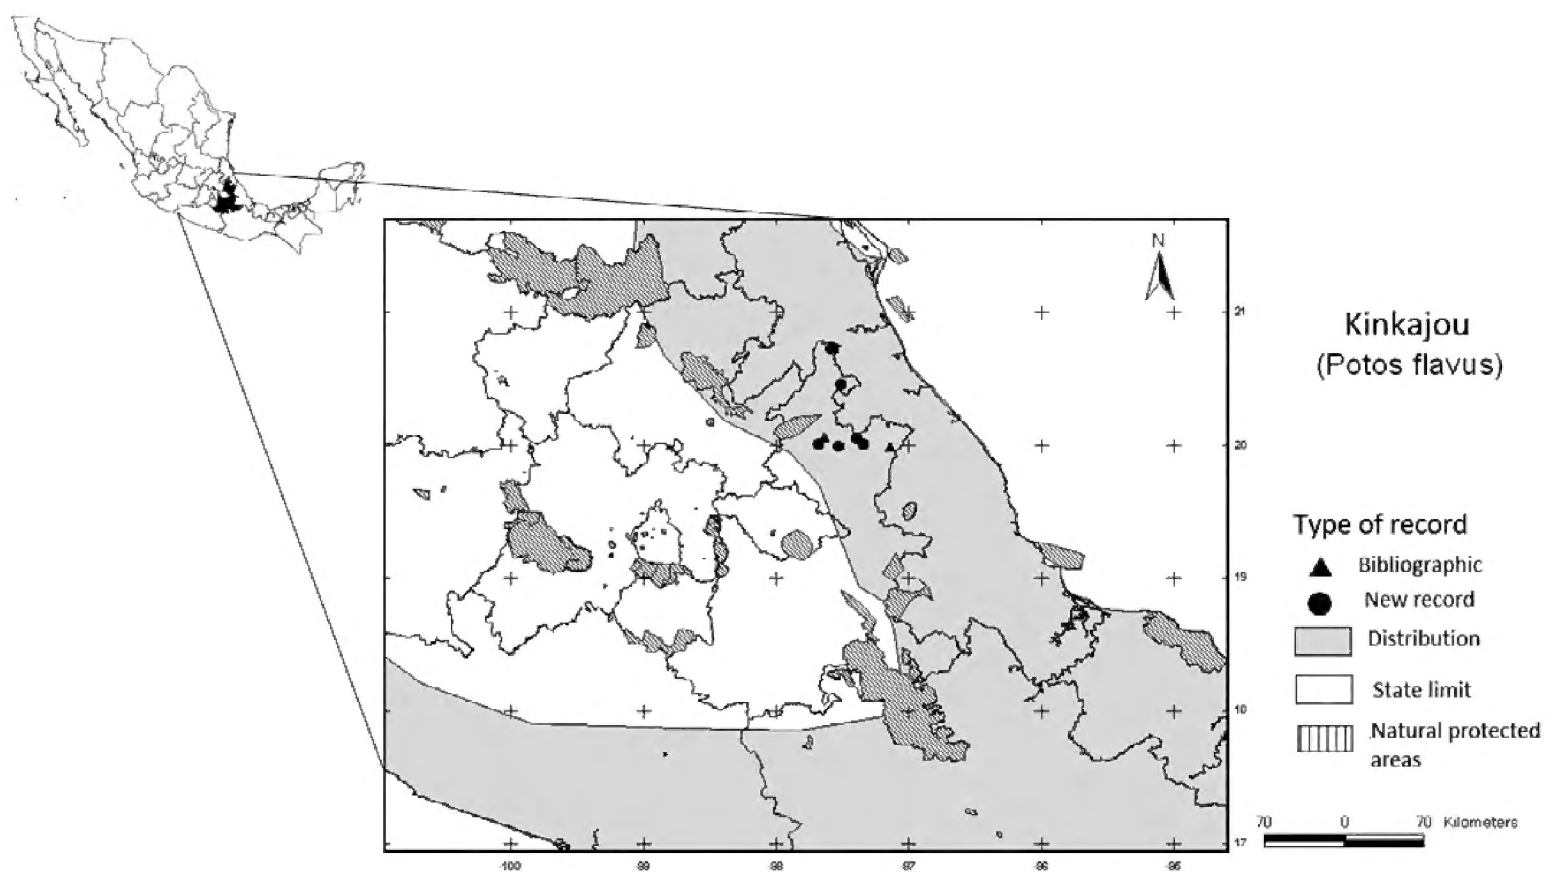 N
Kinkajou
(Potos flavus)
Type of record
Bibliographic
New record
Distribution
State limit
Natural protected
areas
70 0 70 Kilometers
21
20
19
18
17
-100 -99 -98 -97 -96 -95